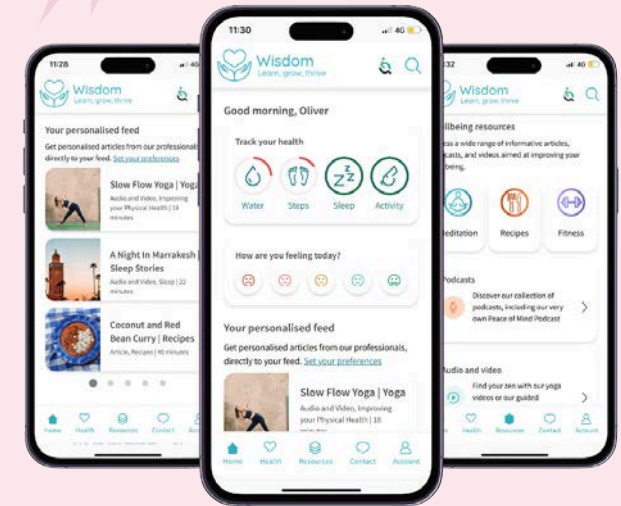 11:28
Wisdom
Learn, grow, thrive
Your personalised feed
Get personalised articles from our professionals
directly to your feed. Set your preferences
Slow Flow Yoga | Yoga
Audio and Video, Improving
your Physical Health | 18
minutes
A Night In Marrakesh |
Sleep Stories
Audio and Video, Sleep | 22
minutes
Coconut and Red
Bean Curry | Recipes
Article, Recipes | 40 minutes
Home
Health
Resources
Contact
11:30
4G
Wisdom
Learn, grow, thrive
Good morning, Oliver
Track your health
Water
Steps
Sleep
Activity
How are you feeling today?
Your personalised feed
Get personalised articles from our professionals,
directly to your feed. Set your preferences
Slow Flow Yoga | Yoga
Audio and Video, Improving
your Physical Health | 18
Home
Health
Resources
Contact
Account
:32
4G
Wisdom
Learn, grow, thrive
llbeing resources
ess a wide range of informative articles,
casts, and videos aimed at improving your
being.
editation
Recipes
Fitness
Podcasts
Discover our collection of
podcasts, including our very
own Peace of Mind Podcast
Audio and video
Find your zen with our yoga
videos or our guided
Health
Resources
Contact
Account